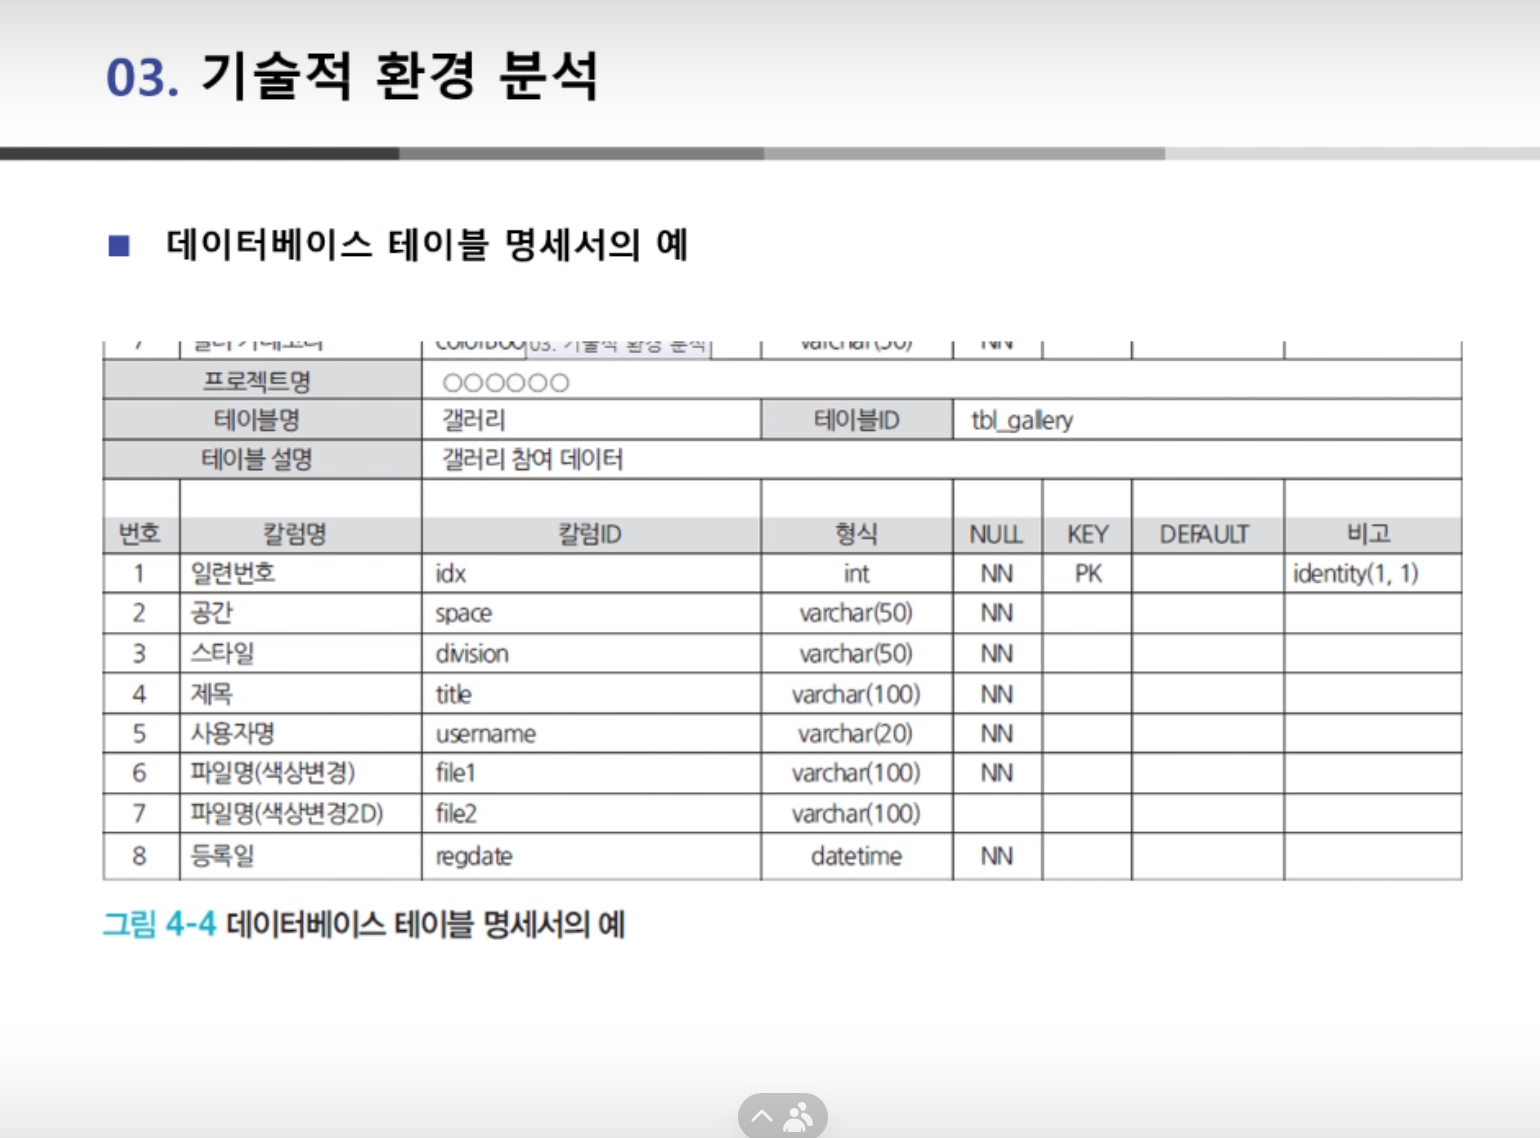 03. 기술적 환경 분석
데이터베이스 테이블 명세서의 예
7 컬러 카테고리 03. 기술적 환경 분석 varchar(50) NN
프로젝트명 ○○○○○○
테이블명 갤러리 테이블ID tbl_gallery
테이블 설명 갤러리 참여 데이터
번호 칼럼명 칼럼ID 형식 NULL KEY DEFAULT 비고
1 일련번호 idx int NN PK identity(1, 1)
2 공간 space varchar(50) NN
3 스타일 division varchar(50) NN
4 제목 title varchar(100) NN
5 사용자명 username varchar(20) NN
6 파일명(색상변경) file1 varchar(100) NN
7 파일명(색상변경2D) file2 varchar(100)
8 등록일 regdate datetime NN
그림 4-4 데이터베이스 테이블 명세서의 예